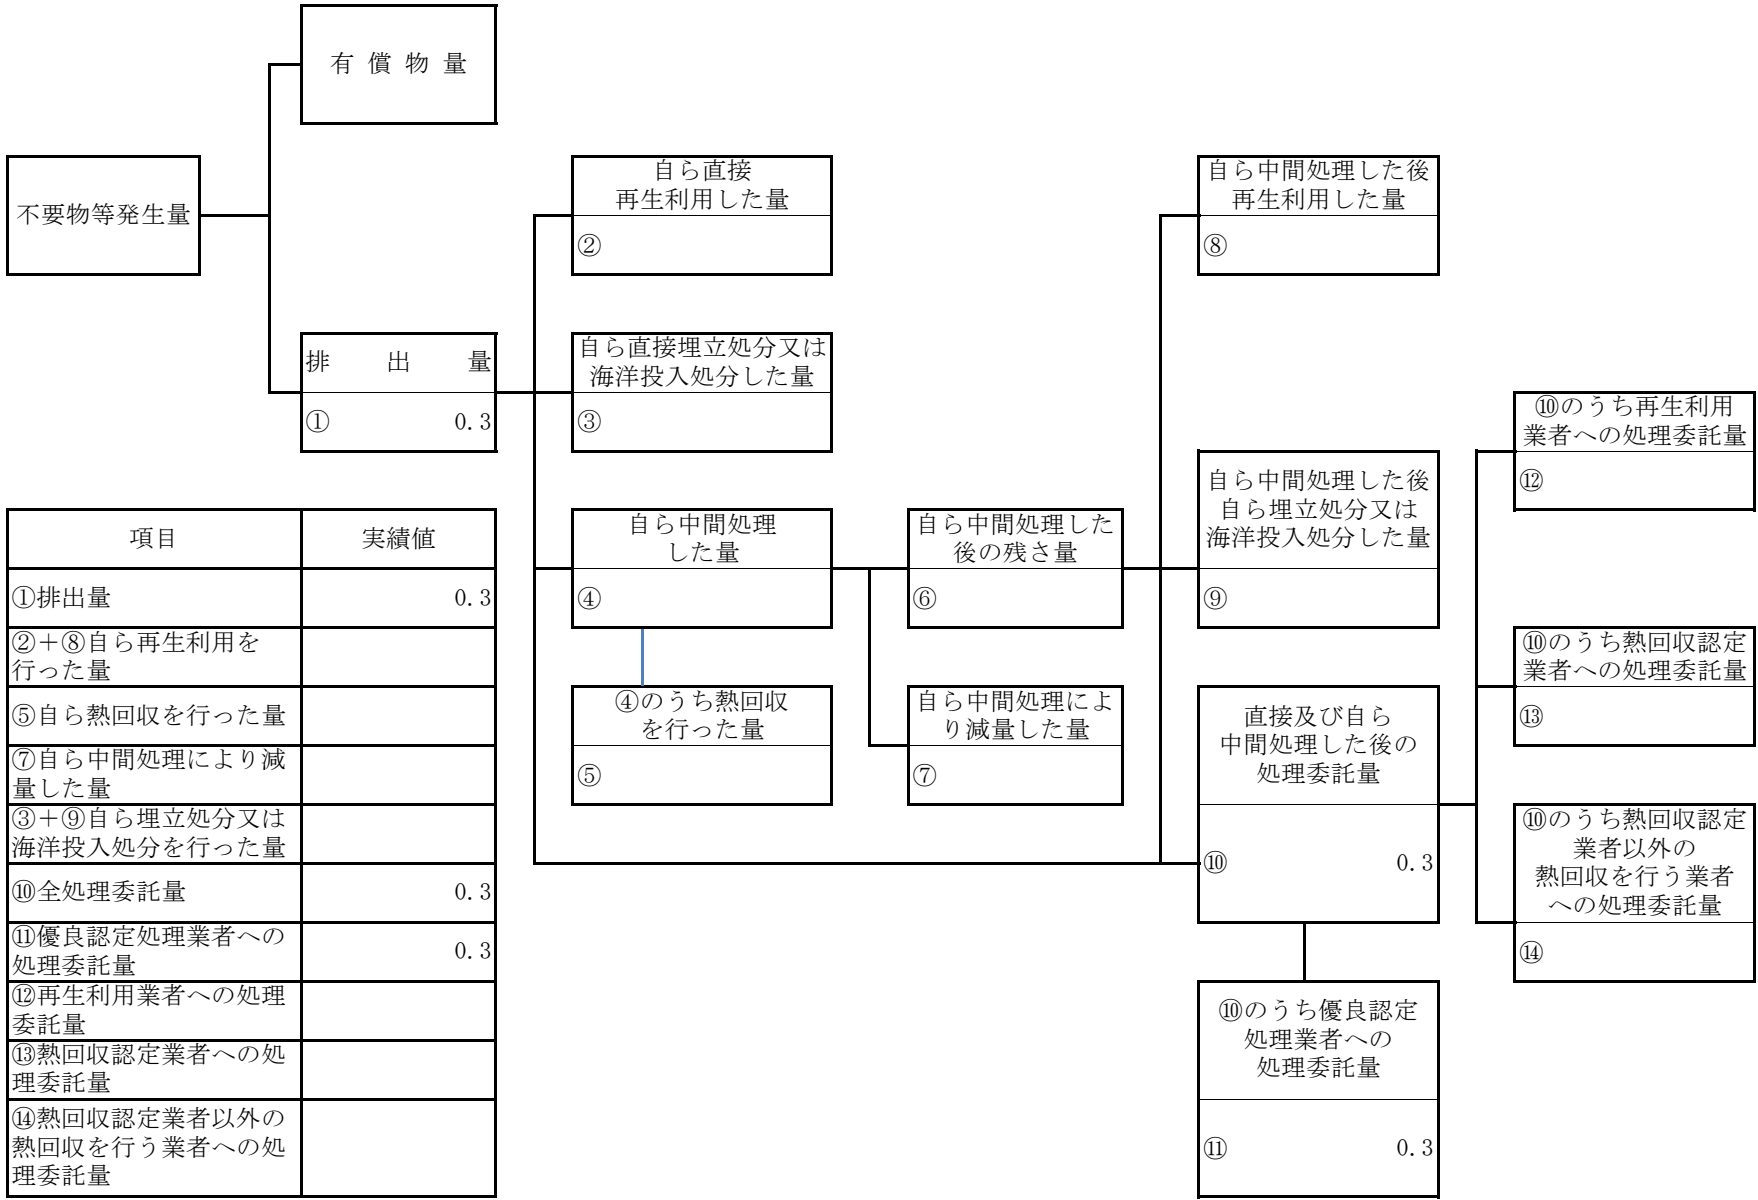 有償物量
不要物等発生量
自ら直接
再生利用した量
②
自ら中間処理した後
再生利用した量
⑧
排出量
① 0.3
自ら直接埋立処分又は
海洋投入処分した量
③
⑩のうち再生利用
業者への処理委託量
⑫
自ら中間処理した後
自ら埋立処分又は
海洋投入処分した量
⑨
自ら中間処理
した量
④
自ら中間処理した
後の残さ量
⑥
⑩のうち熱回収認定
業者への処理委託量
⑬
④のうち熱回収
を行った量
⑤
自ら中間処理によ
り減量した量
⑦
直接及び自ら
中間処理した後の
処理委託量
⑩ 0.3
⑩のうち熱回収認定
業者以外の
熱回収を行う業者
への処理委託量
⑭
⑩のうち優良認定
処理業者への
処理委託量
⑪ 0.3
項目 実績値
①排出量 0.3
②＋⑧自ら再生利用を
行った量
⑤自ら熱回収を行った量
⑦自ら中間処理により減
量した量
③＋⑨自ら埋立処分又は
海洋投入処分を行った量
⑩全処理委託量 0.3
⑪優良認定処理業者への
処理委託量 0.3
⑫再生利用業者への処理
委託量
⑬熱回収認定業者への処
理委託量
⑭熱回収認定業者以外の
熱回収を行う業者への処
理委託量